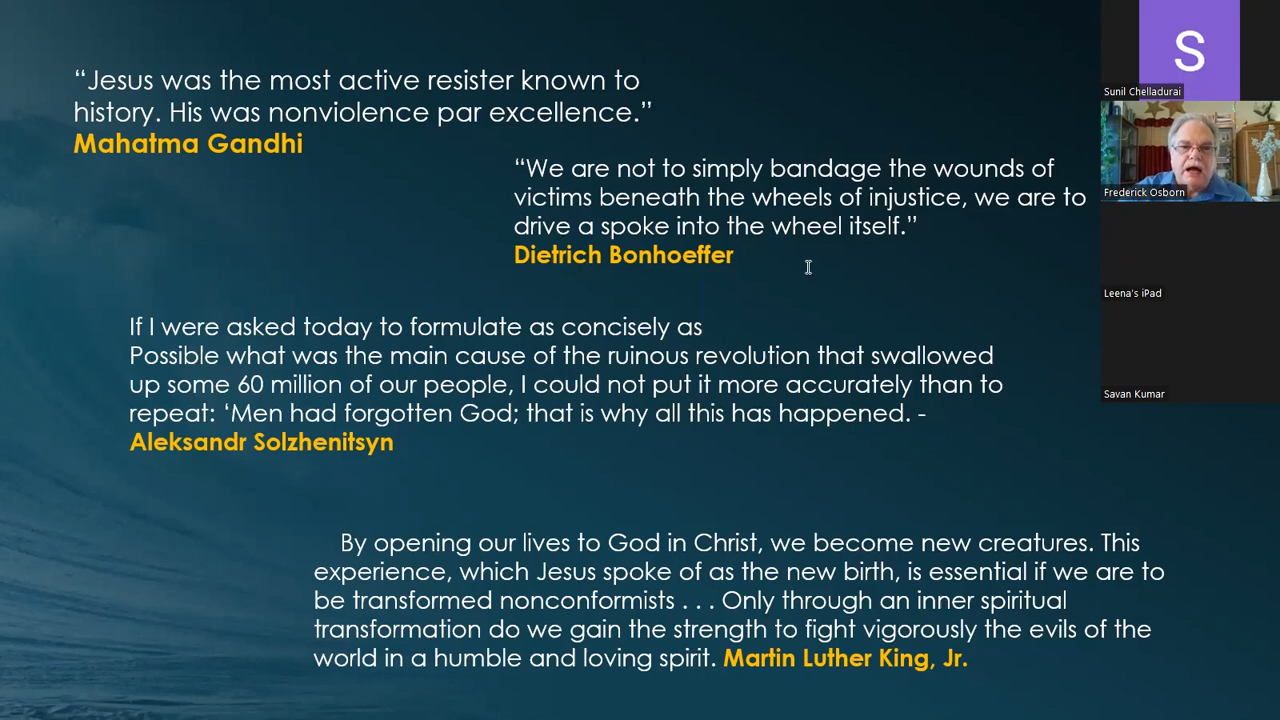 “Jesus was the most active resister known to
history. His was nonviolence par excellence.”
Mahatma Gandhi
“We are not to simply bandage the wounds of
victims beneath the wheels of injustice, we are to
drive a spoke into the wheel itself.”
Dietrich Bonhoeffer
If I were asked today to formulate as concisely as
Possible what was the main cause of the ruinous revolution that swallowed
up some 60 million of our people, I could not put it more accurately than to
repeat: ‘Men had forgotten God; that is why all this has happened. -
Aleksandr Solzhenitsyn
By opening our lives to God in Christ, we become new creatures. This
experience, which Jesus spoke of as the new birth, is essential if we are to
be transformed nonconformists . . . Only through an inner spiritual
transformation do we gain the strength to fight vigorously the evils of the
world in a humble and loving spirit. Martin Luther King, Jr.
S
Sunil Chelladurai
Frederick Osborn
Leena's iPad
Savan Kumar